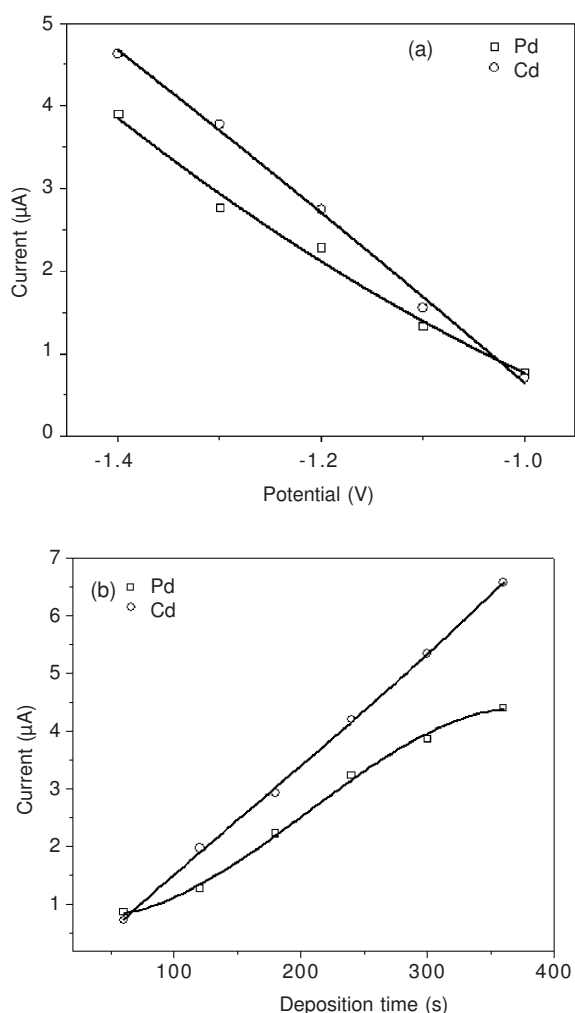 5
(a)
Pd
Cd
4
3
2
1
0
Current (µA)
-1.4
-1.2
-1.0
Potential (V)
7
(b)
Pd
Cd
6
5
4
3
2
1
Current (µA)
100
200
300
400
Deposition time (s)